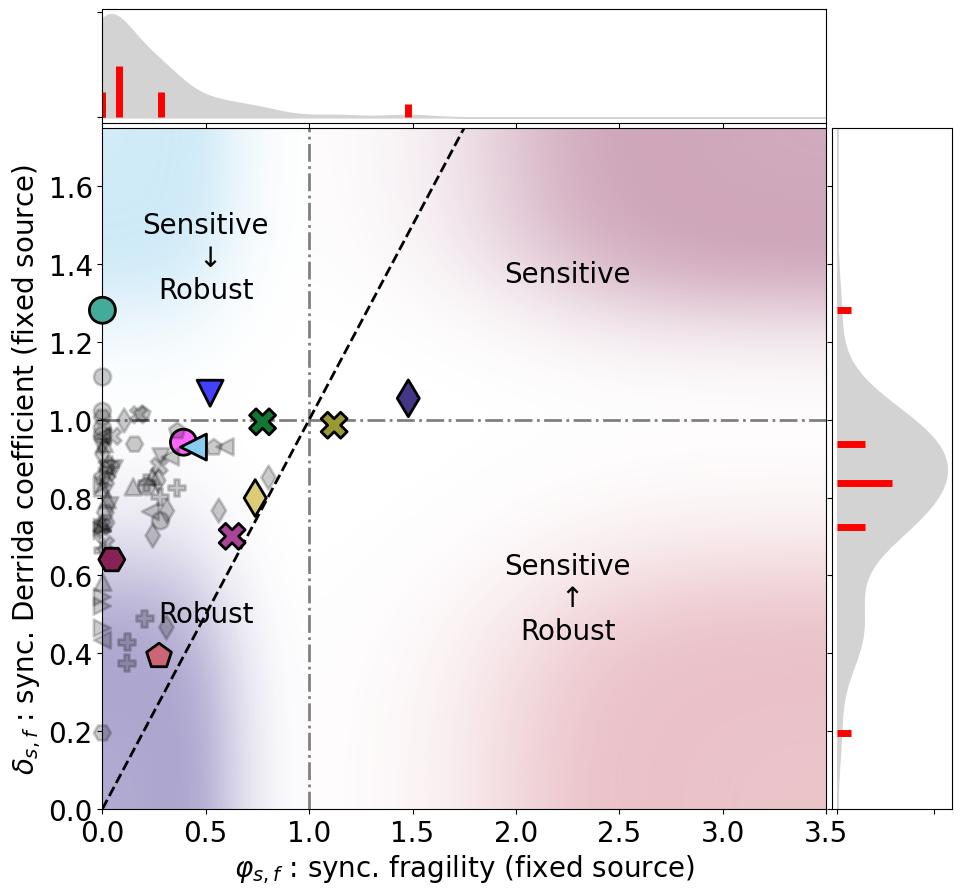 1.6
1.4
1.2
1.0
0.8
0.6
0.4
0.2
0.0
δs,f : sync. Derrida coefficient (fixed source)
Sensitive
↓
Robust
Sensitive
Robust
Sensitive
↑
Robust
0.0 0.5 1.0 1.5 2.0 2.5 3.0 3.5
φs,f : sync. fragility (fixed source)